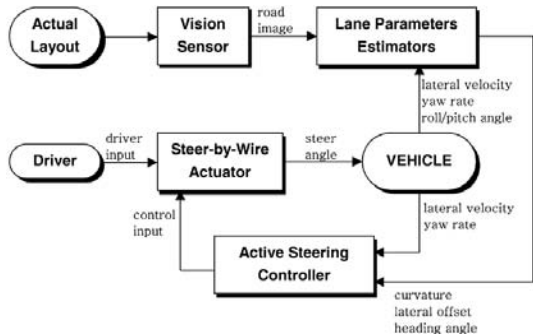 Actual
Layout
Vision
Sensor
road
image
Lane Parameters
Estimators
lateral velocity
yaw rate
roll/pitch angle
Driver
driver
input
Steer-by-Wire
Actuator
steer
angle
VEHICLE
control
input
lateral velocity
yaw rate
Active Steering
Controller
curvature
lateral offset
heading angle